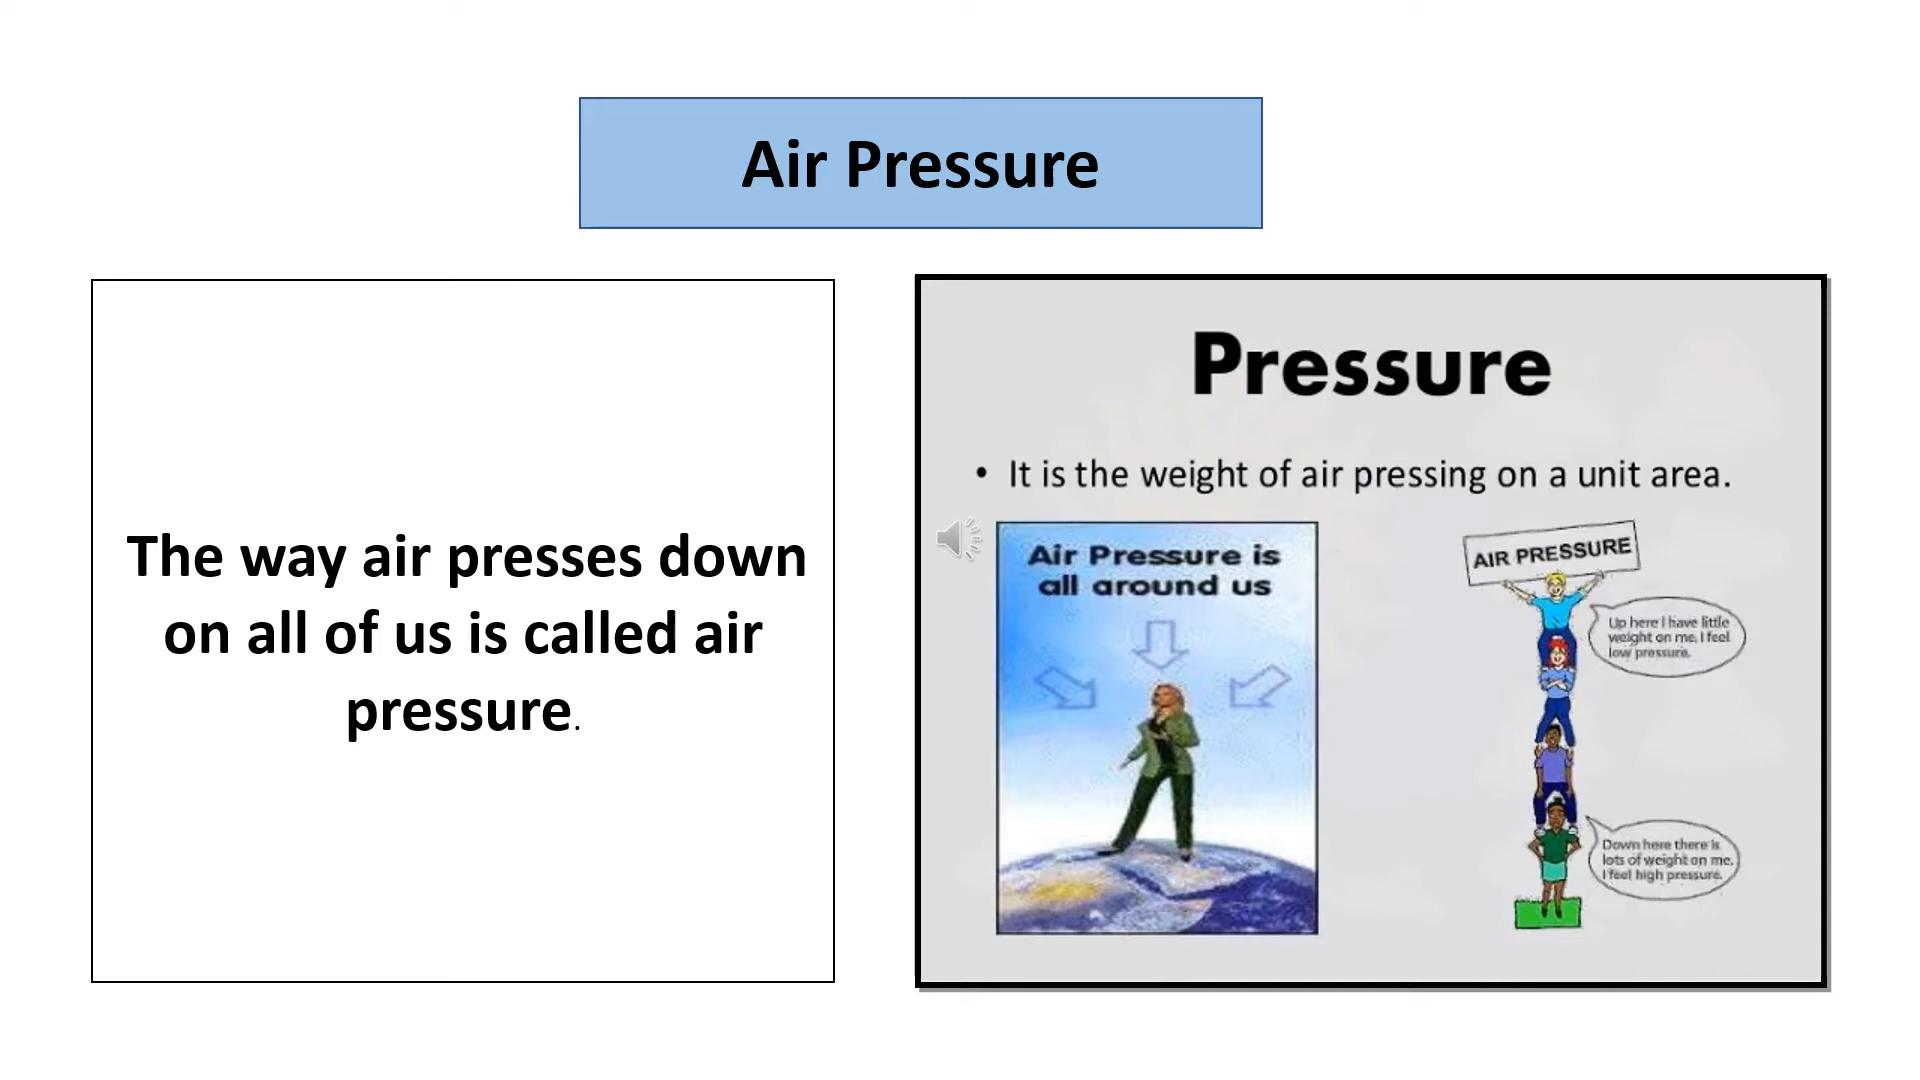 Air Pressure
The way air presses down
on all of us is called air
pressure.
Pressure
• It is the weight of air pressing on a unit area.
Air Pressure is
all around us
AIR PRESSURE
Up here I have little
weight on me, I feel
low pressure.
Down here there is
lots of weight on me.
I feel high pressure.